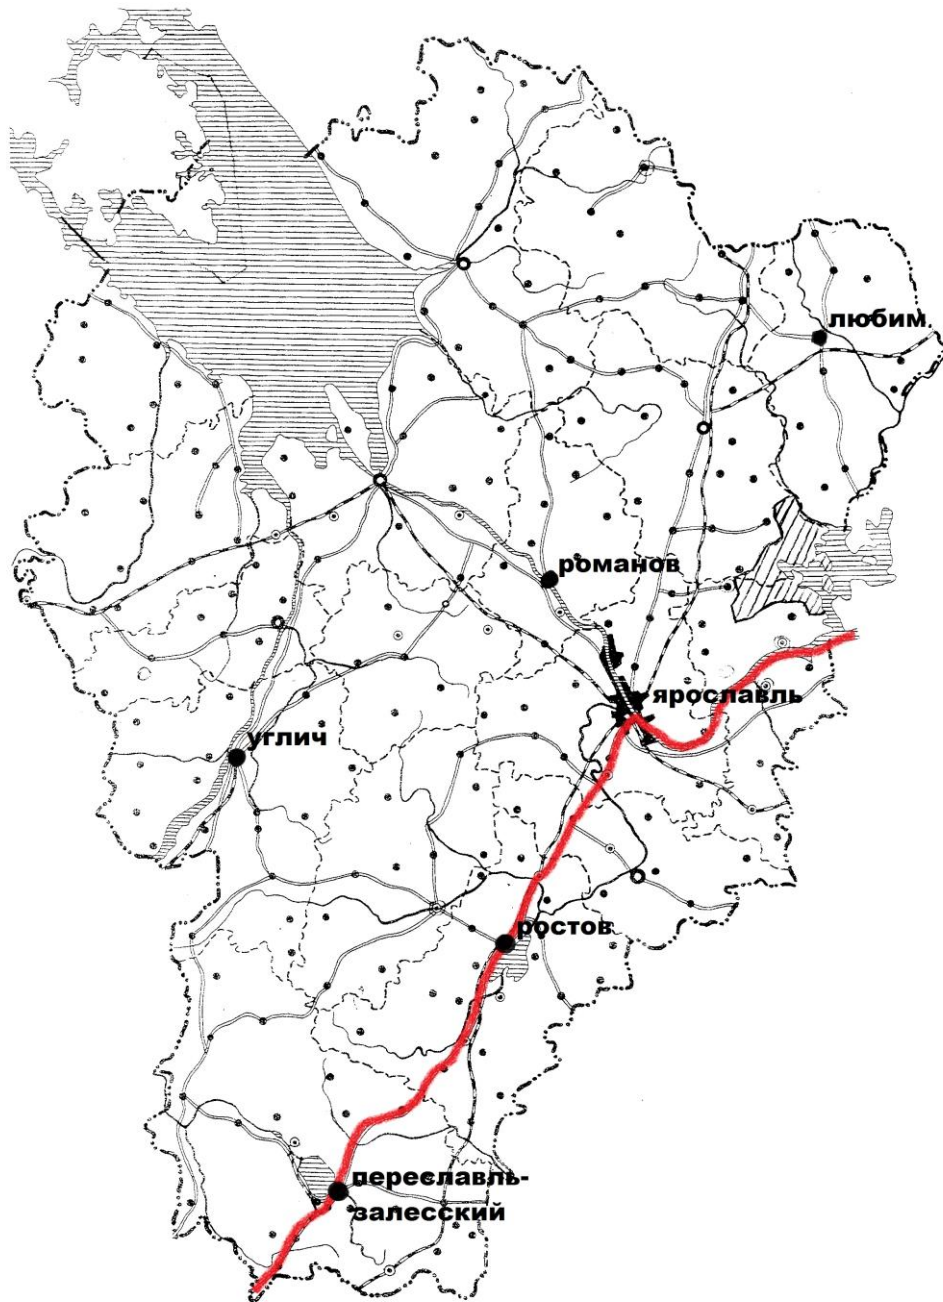 любим
романов
ярославль
углич
ростов
переславль-
залесский